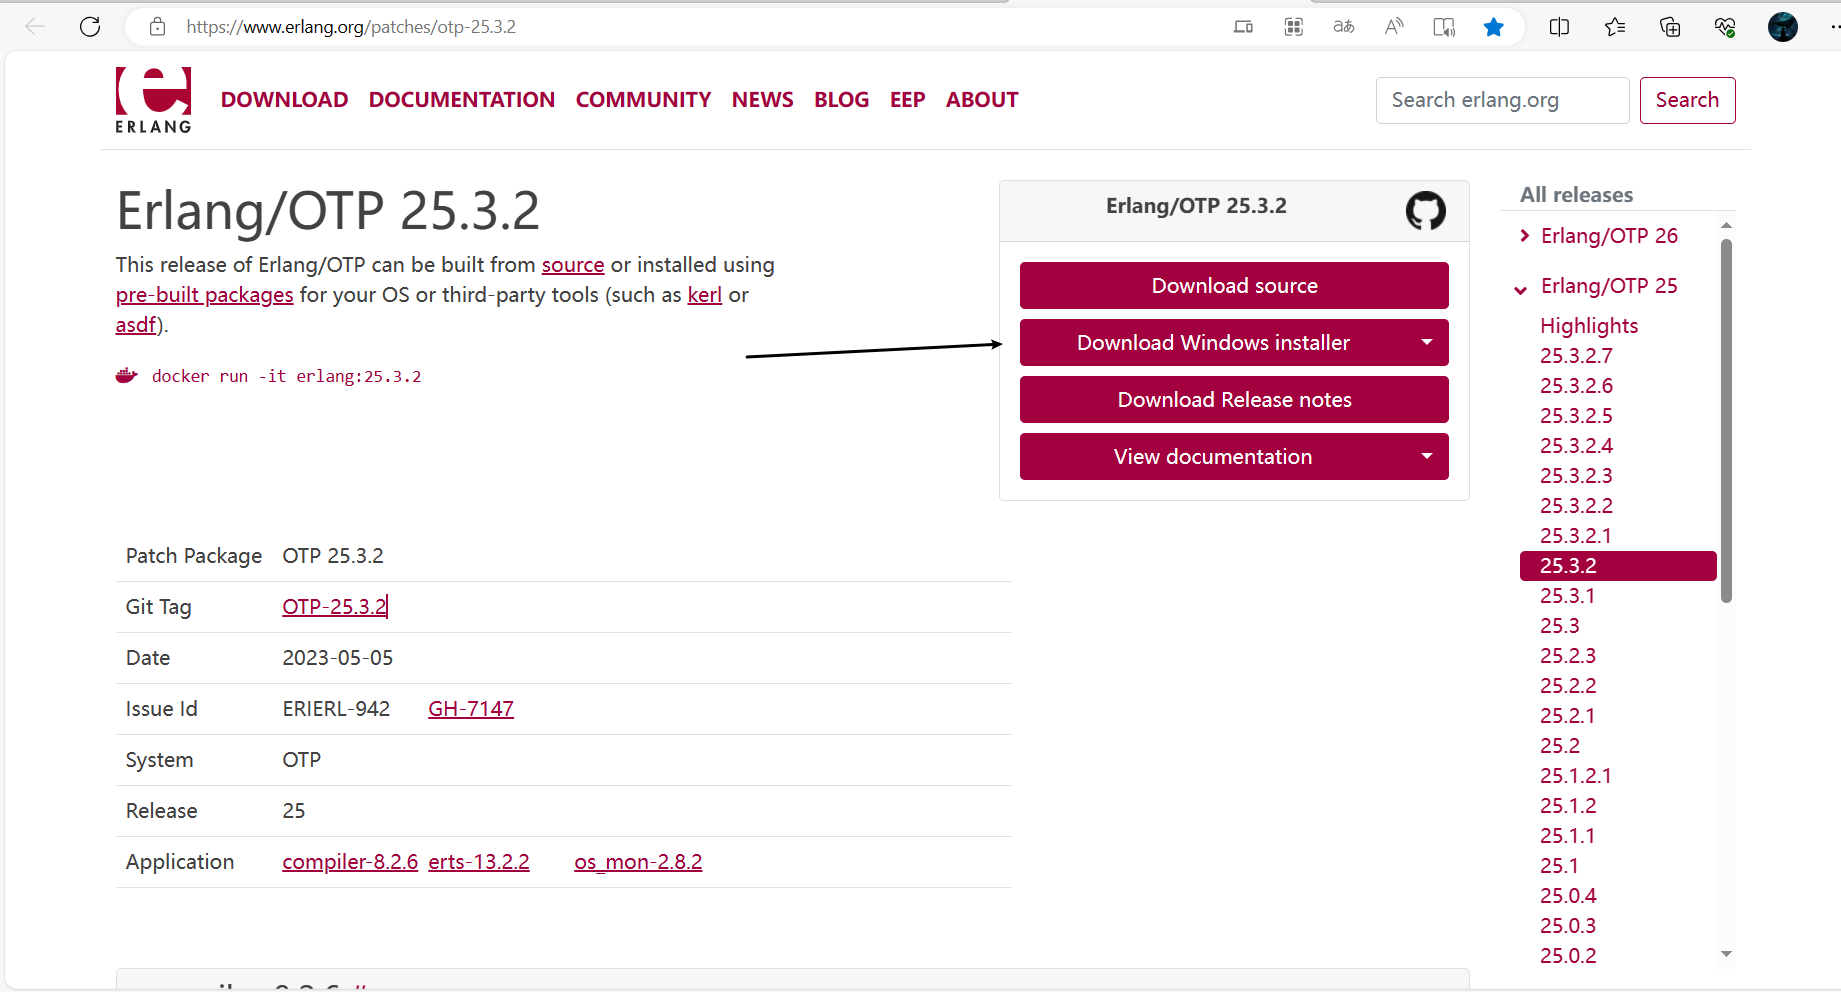 https://www.erlang.org/patches/otp-25.3.2
ERLANG
DOWNLOAD DOCUMENTATION COMMUNITY NEWS BLOG EEP ABOUT
Search erlang.org
Search
Erlang/OTP 25.3.2
This release of Erlang/OTP can be built from source or installed using
pre-built packages for your OS or third-party tools (such as kerl or
asdf).
docker run -it erlang:25.3.2
Erlang/OTP 25.3.2
Download source
Download Windows installer
Download Release notes
View documentation
Patch Package OTP 25.3.2
Git Tag OTP-25.3.2
Date 2023-05-05
Issue Id ERIERL-942 GH-7147
System OTP
Release 25
Application compiler-8.2.6 erts-13.2.2 os_mon-2.8.2
All releases
Erlang/OTP 26
Erlang/OTP 25
Highlights
25.3.2.7
25.3.2.6
25.3.2.5
25.3.2.4
25.3.2.3
25.3.2.2
25.3.2.1
25.3.2
25.3.1
25.3
25.2.3
25.2.2
25.2.1
25.2
25.1.2.1
25.1.2
25.1.1
25.1
25.0.4
25.0.3
25.0.2